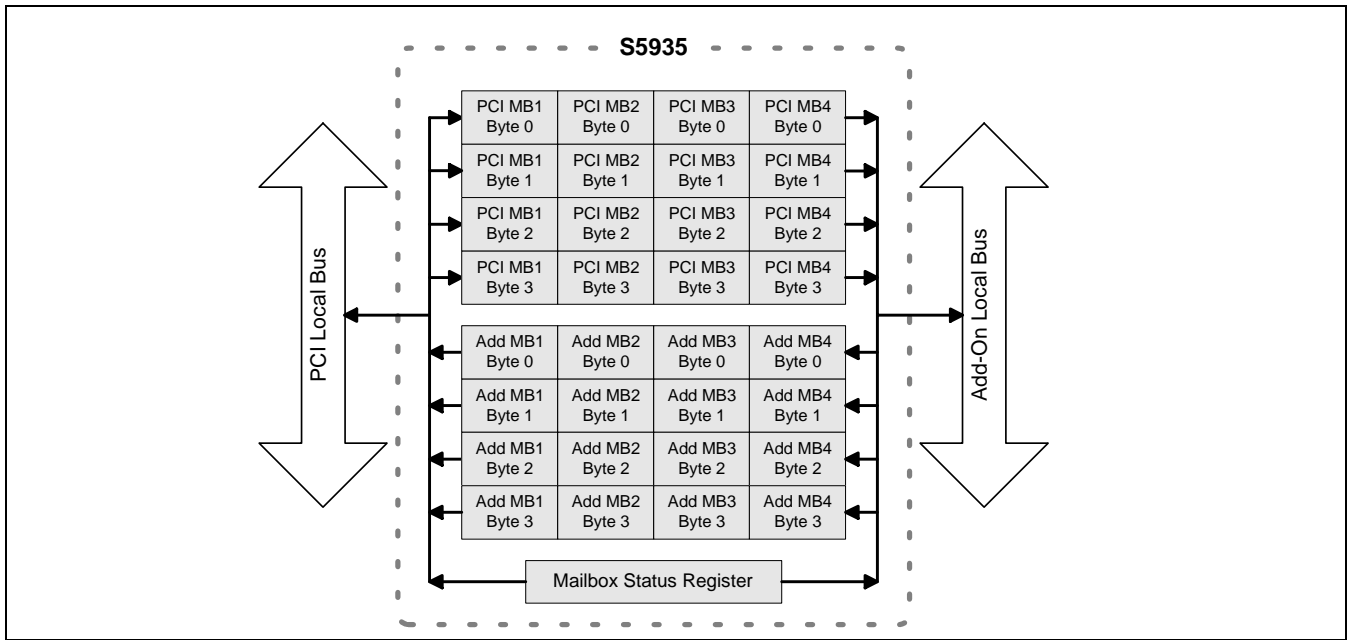 S5935
PCI MB1 PCI MB2 PCI MB3 PCI MB4
Byte 0 Byte 0 Byte 0 Byte 0
PCI MB1 PCI MB2 PCI MB3 PCI MB4
Byte 1 Byte 1 Byte 1 Byte 1
PCI MB1 PCI MB2 PCI MB3 PCI MB4
Byte 2 Byte 2 Byte 2 Byte 2
PCI MB1 PCI MB2 PCI MB3 PCI MB4
Byte 3 Byte 3 Byte 3 Byte 3
PCI Local Bus
Add-On Local Bus
Add MB1 Add MB2 Add MB3 Add MB4
Byte 0 Byte 0 Byte 0 Byte 0
Add MB1 Add MB2 Add MB3 Add MB4
Byte 1 Byte 1 Byte 1 Byte 1
Add MB1 Add MB2 Add MB3 Add MB4
Byte 2 Byte 2 Byte 2 Byte 2
Add MB1 Add MB2 Add MB3 Add MB4
Byte 3 Byte 3 Byte 3 Byte 3
Mailbox Status Register